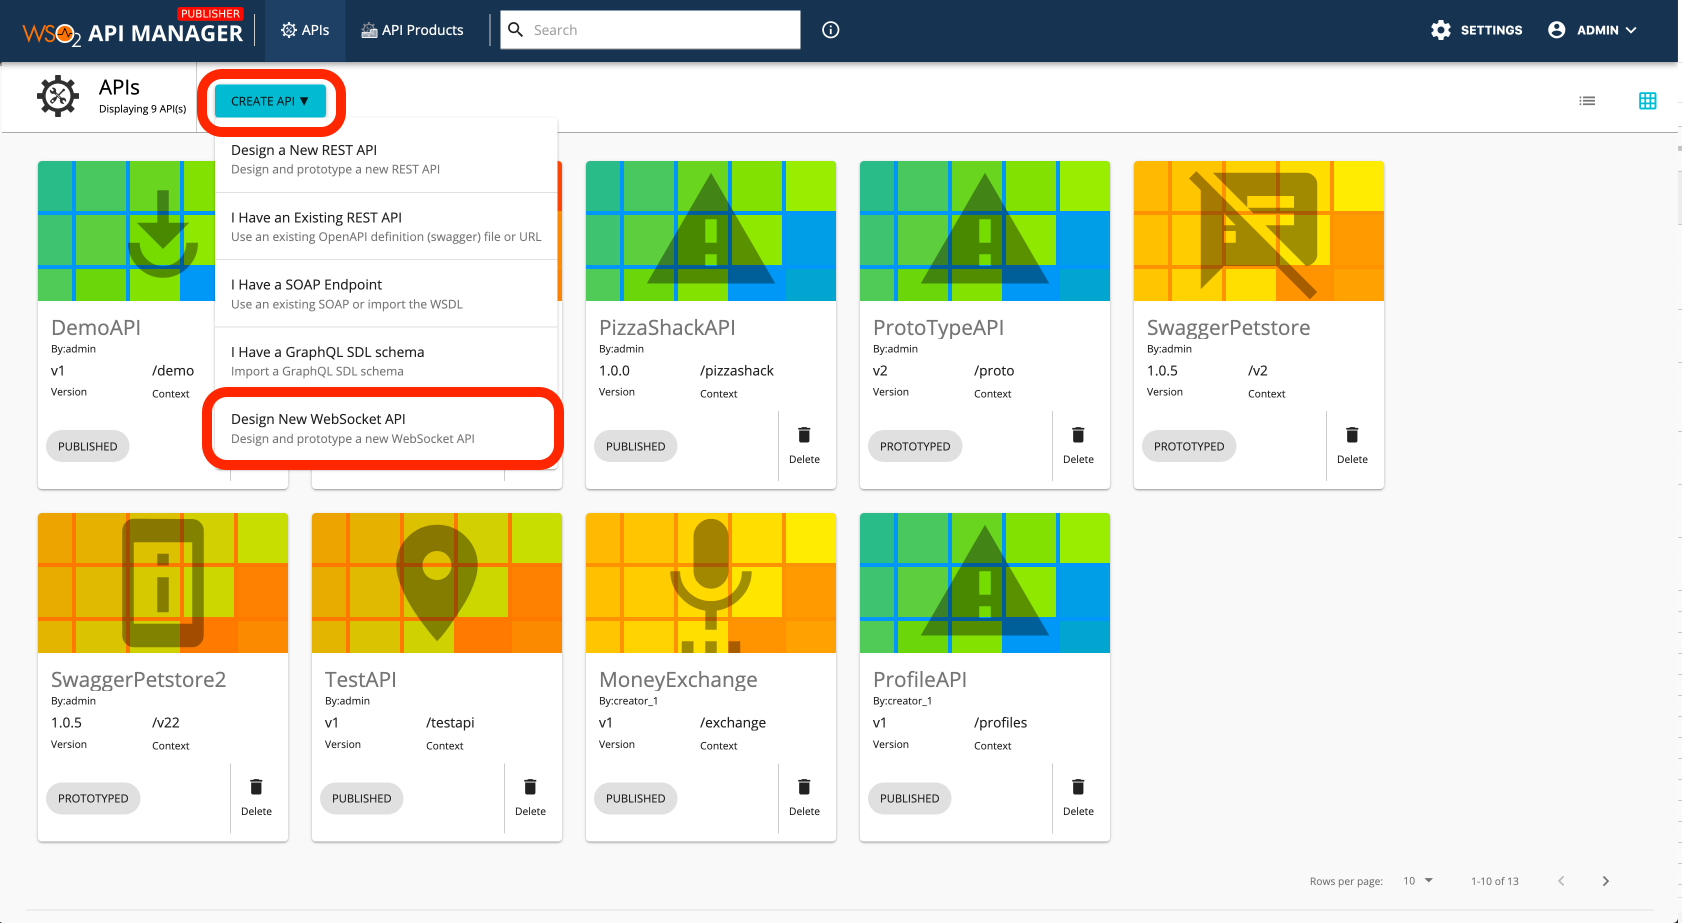 PUBLISHER
WSO2 API MANAGER
APIs
API Products
Search
SETTINGS
ADMIN
APIs
Displaying 9 API(s)
CREATE API ▼
Design a New REST API
Design and prototype a new REST API
I Have an Existing REST API
Use an existing OpenAPI definition (swagger) file or URL
I Have a SOAP Endpoint
Use an existing SOAP or import the WSDL
I Have a GraphQL SDL schema
Import a GraphQL SDL schema
Design New WebSocket API
Design and prototype a new WebSocket API
DemoAPI
By:admin
v1 /demo
Version Context
PUBLISHED
PizzaShackAPI
By:admin
1.0.0 /pizzashack
Version Context
PUBLISHED
Delete
ProtoTypeAPI
By:admin
v2 /proto
Version Context
PROTOTYPED
Delete
SwaggerPetstore
By:admin
1.0.5 /v2
Version Context
PROTOTYPED
Delete
SwaggerPetstore2
By:admin
1.0.5 /v22
Version Context
PROTOTYPED
Delete
TestAPI
By:admin
v1 /testapi
Version Context
PUBLISHED
Delete
MoneyExchange
By:creator_1
v1 /exchange
Version Context
PUBLISHED
Delete
ProfileAPI
By:creator_1
v1 /profiles
Version Context
PUBLISHED
Delete
Rows per page: 10 1-10 of 13